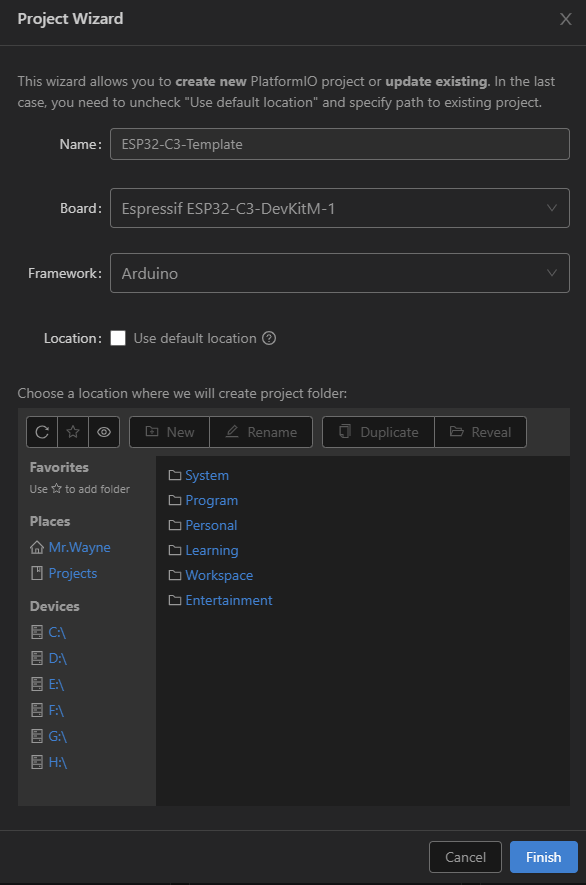 Project Wizard
This wizard allows you to create new PlatformIO project or update existing. In the last
case, you need to uncheck "Use default location" and specify path to existing project.
Name: ESP32-C3-Template
Board: Espressif ESP32-C3-DevKitM-1
Framework: Arduino
Location: Use default location
Choose a location where we will create project folder:
New Rename Duplicate Reveal
Favorites
Use ☆ to add folder
Places
Mr.Wayne
Projects
Devices
C:\
D:\
E:\
F:\
G:\
H:\
System
Program
Personal
Learning
Workspace
Entertainment
Cancel Finish